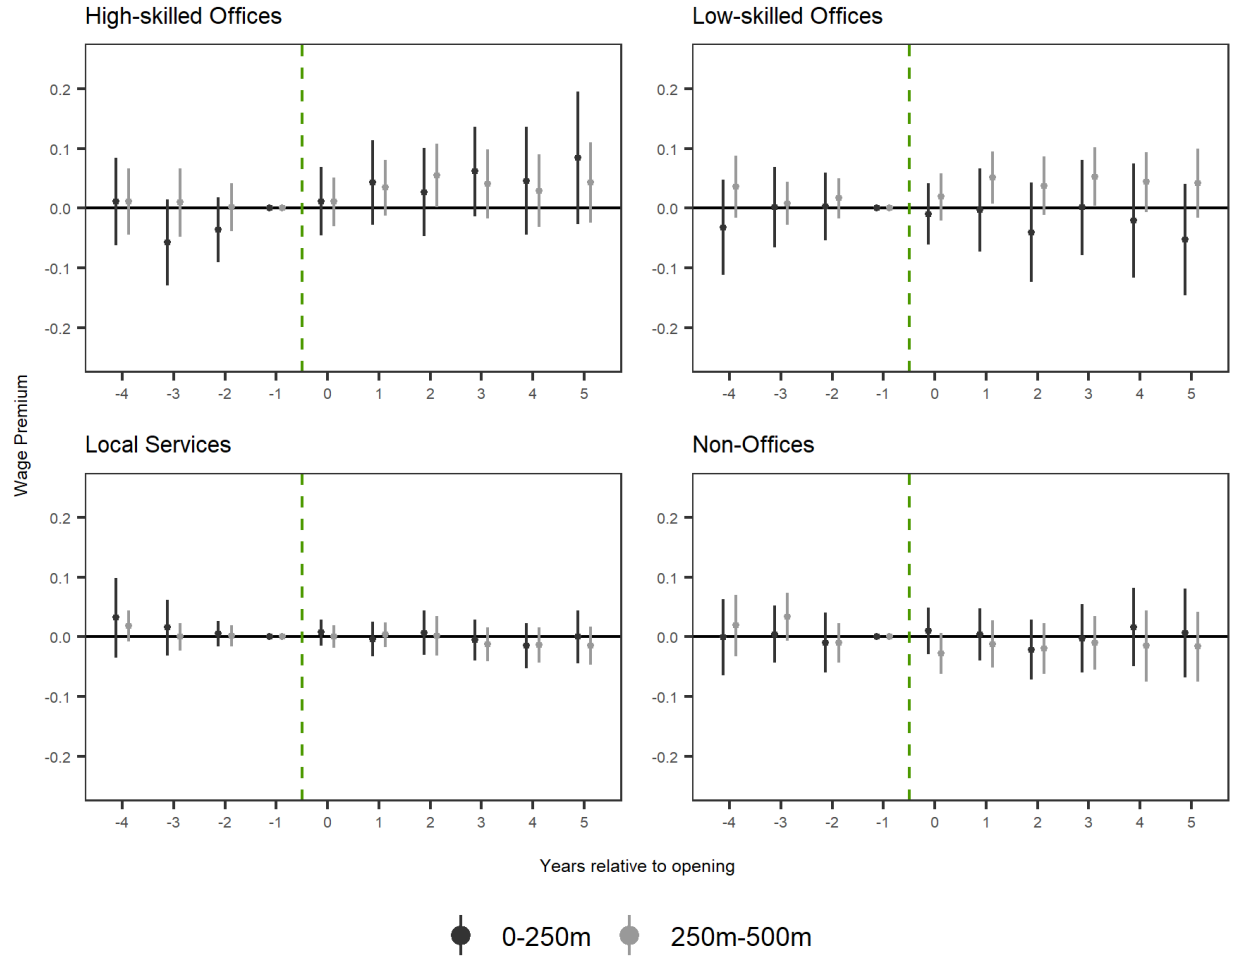 High-skilled Offices
Low-skilled Offices
0.2
0.1
0.0
-0.1
-0.2
-4 -3 -2 -1 0 1 2 3 4 5
0.2
0.1
0.0
-0.1
-0.2
-4 -3 -2 -1 0 1 2 3 4 5
Wage Premium
Local Services
Non-Offices
0.2
0.1
0.0
-0.1
-0.2
-4 -3 -2 -1 0 1 2 3 4 5
0.2
0.1
0.0
-0.1
-0.2
-4 -3 -2 -1 0 1 2 3 4 5
Years relative to opening
0-250m 250m-500m